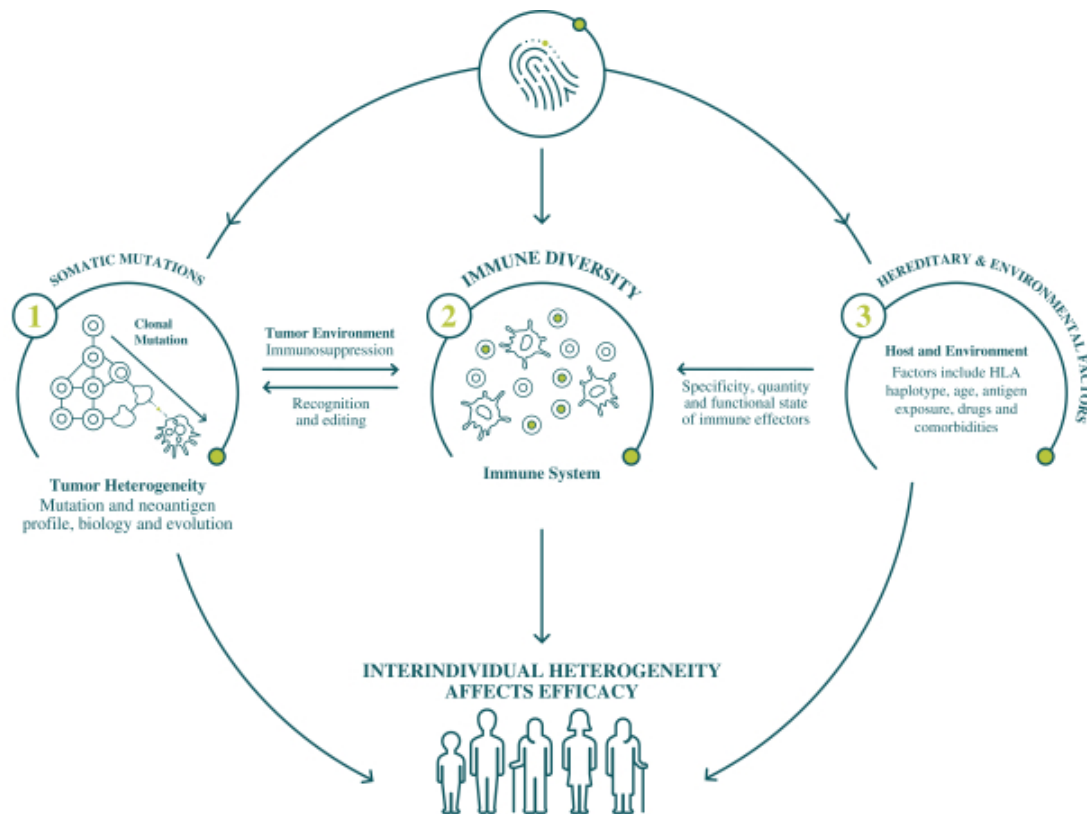 SOMATIC MUTATIONS
1
Clonal
Mutation
Tumor Heterogeneity
Mutation and neoantigen
profile, biology and evolution
Tumor Environment
Immunosuppression
Recognition
and editing
IMMUNE DIVERSITY
2
Immune System
Specificity, quantity
and functional state
of immune effectors
HEREDITARY & ENVIRONMENTAL FACTORS
3
Host and Environment
Factors include HLA
haplotype, age, antigen
exposure, drugs and
comorbidities
INTERINDIVIDUAL HETEROGENEITY
AFFECTS EFFICACY